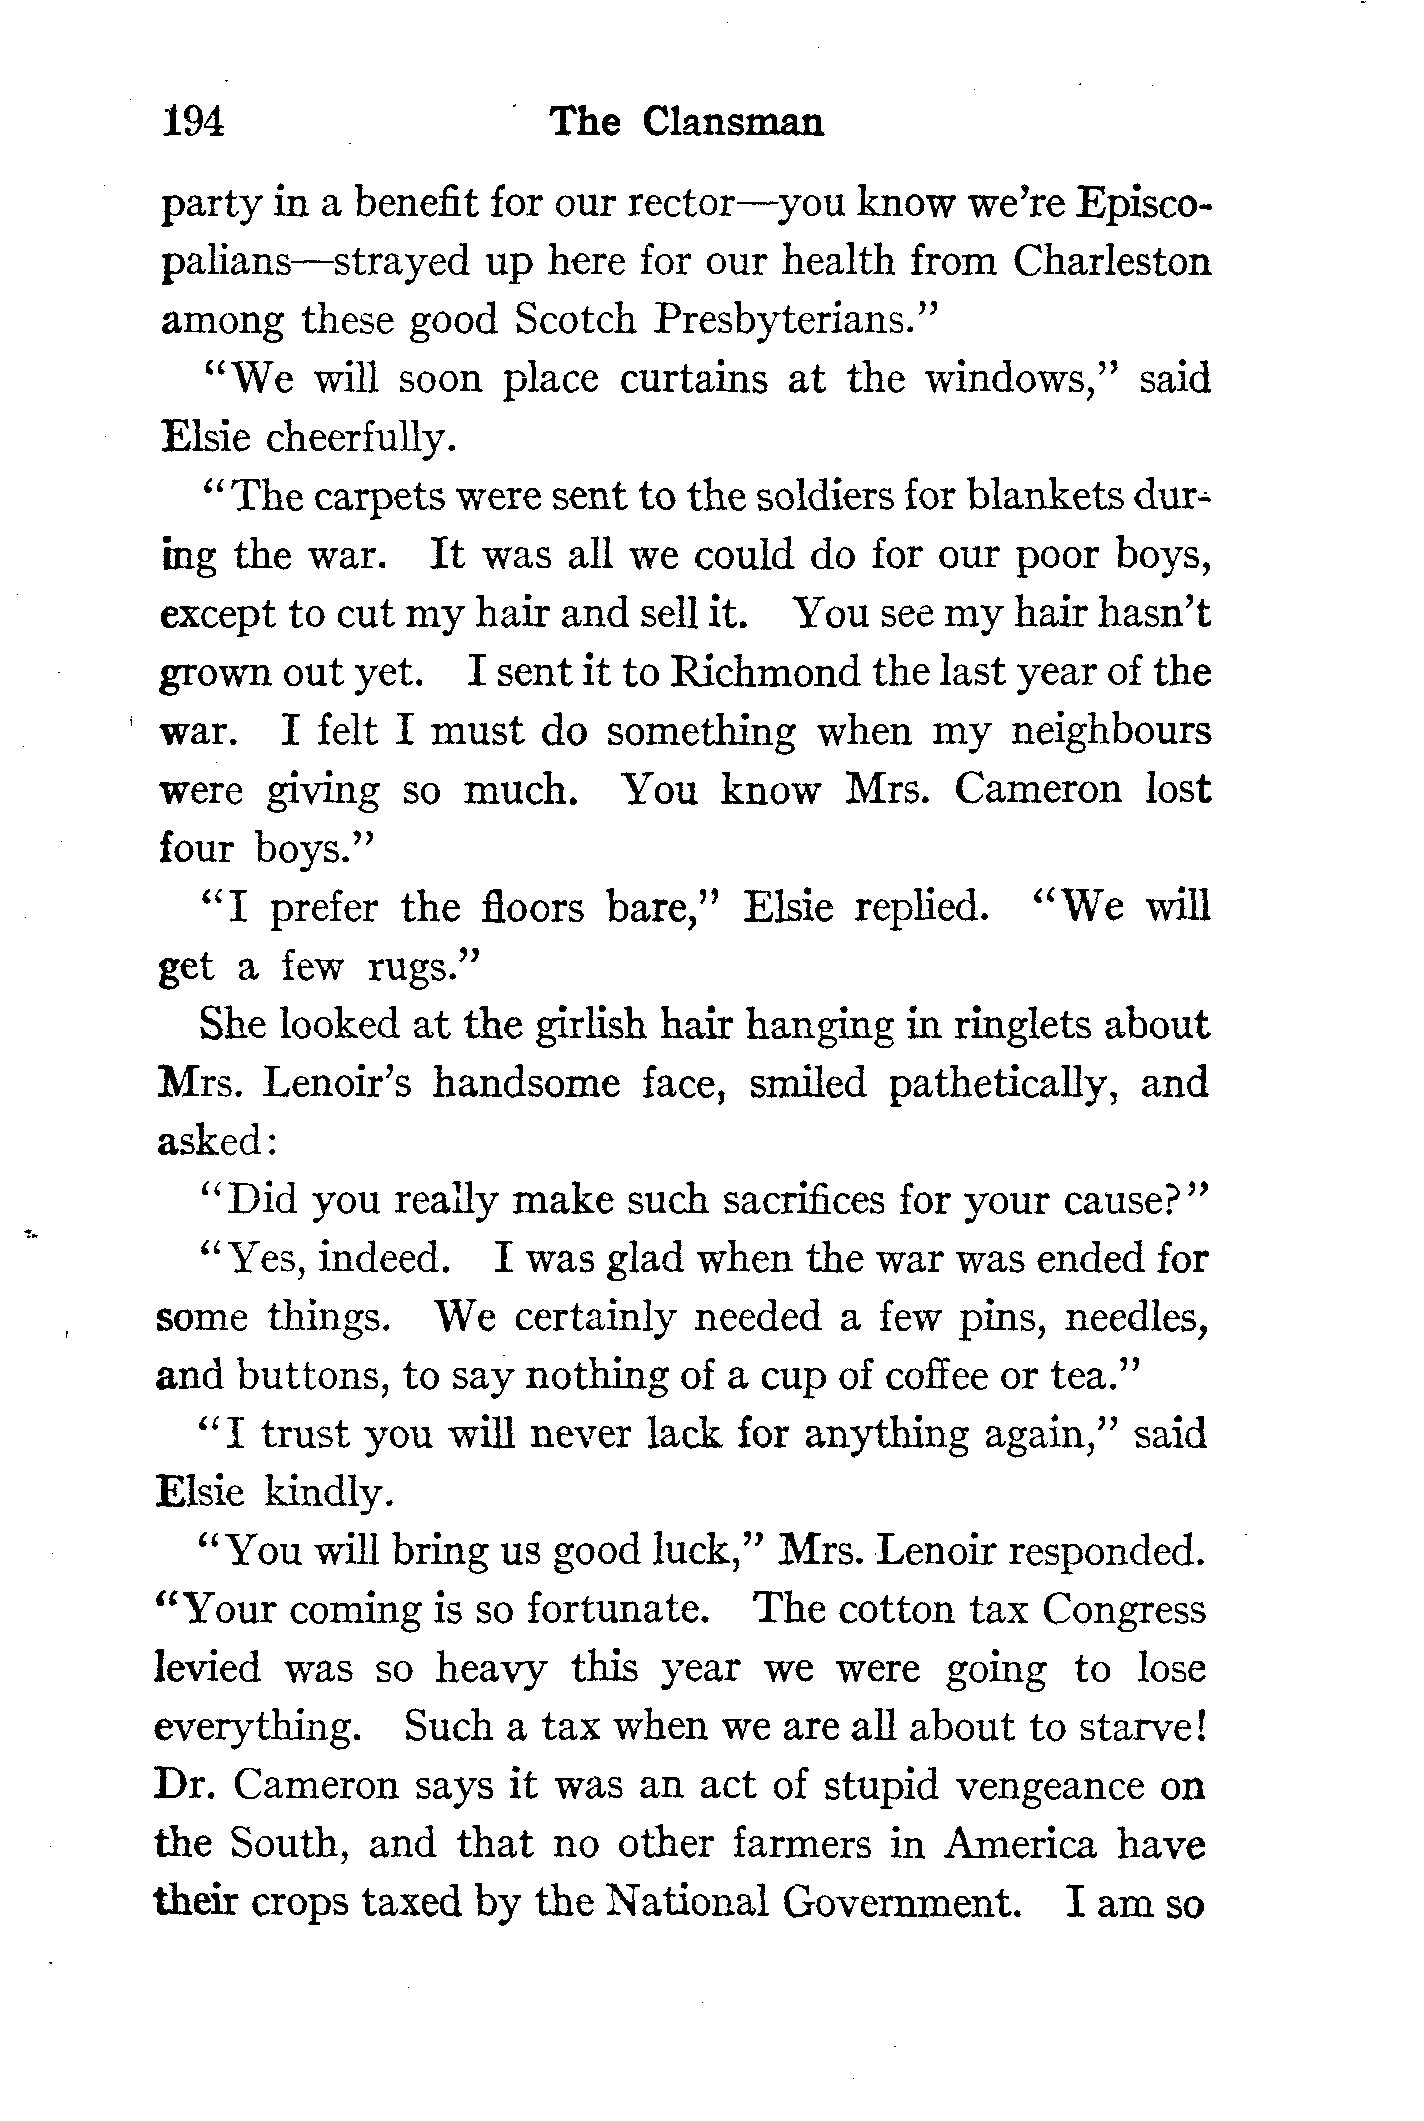 194 The Clansman
party in a benefit for our rector—you know we're Episco-
palians—strayed up here for our health from Charleston
among these good Scotch Presbyterians."
"We will soon place curtains at the windows," said
Elsie cheerfully.
"The carpets were sent to the soldiers for blankets dur-
ing the war. It was all we could do for our poor boys,
except to cut my hair and sell it. You see my hair hasn't
grown out yet. I sent it to Richmond the last year of the
war. I felt I must do something when my neighbours
were giving so much. You know Mrs. Cameron lost
four boys."
"I prefer the floors bare," Elsie replied. "We will
get a few rugs."
She looked at the girlish hair hanging in ringlets about
Mrs. Lenoir's handsome face, smiled pathetically, and
asked:
"Did you really make such sacrifices for your cause?"
"Yes, indeed. I was glad when the war was ended for
some things. We certainly needed a few pins, needles,
and buttons, to say nothing of a cup of coffee or tea."
"I trust you will never lack for anything again," said
Elsie kindly.
"You will bring us good luck," Mrs. Lenoir responded.
"Your coming is so fortunate. The cotton tax Congress
levied was so heavy this year we were going to lose
everything. Such a tax when we are all about to starve!
Dr. Cameron says it was an act of stupid vengeance on
the South, and that no other farmers in America have
their crops taxed by the National Government. I am so